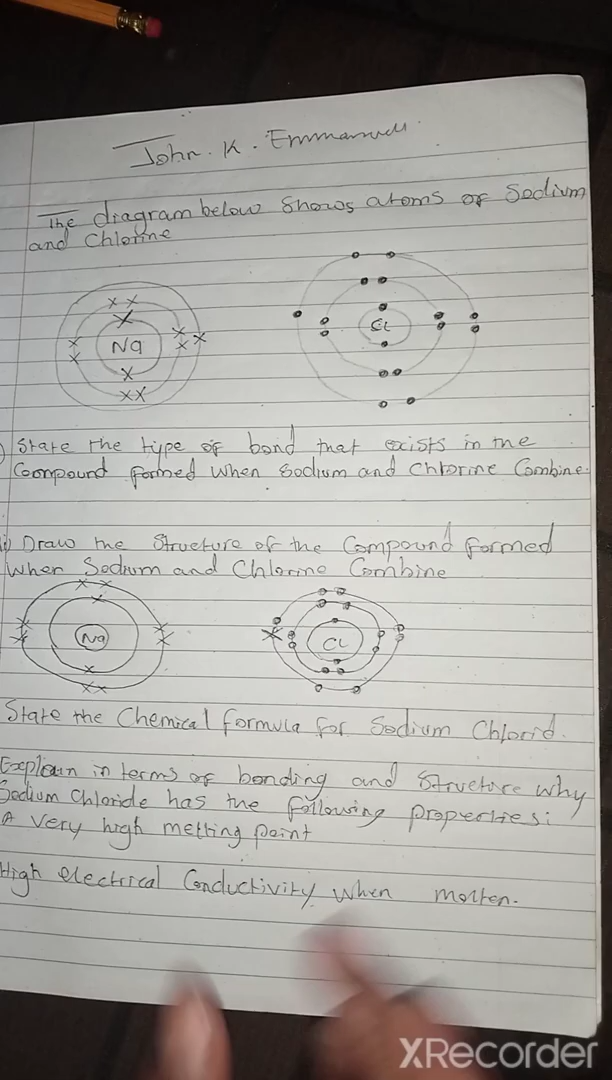 John. K. Emmanuel
The diagram below shows atoms of Sodium
and Chlorine
Na
Cl
) State the type of bond that exists in the
Compound formed when Sodium and Chlorine Combine.
i) Draw the Structure of the Compound formed
when Sodium and Chlorine Combine
Na
Cl
State the Chemical formula for Sodium Chlorid.
Explain in terms of bonding and Structure why
Sodium Chloride has the following properties:
A very high melting point
High electrical Conductivity when molten.
XRecorder